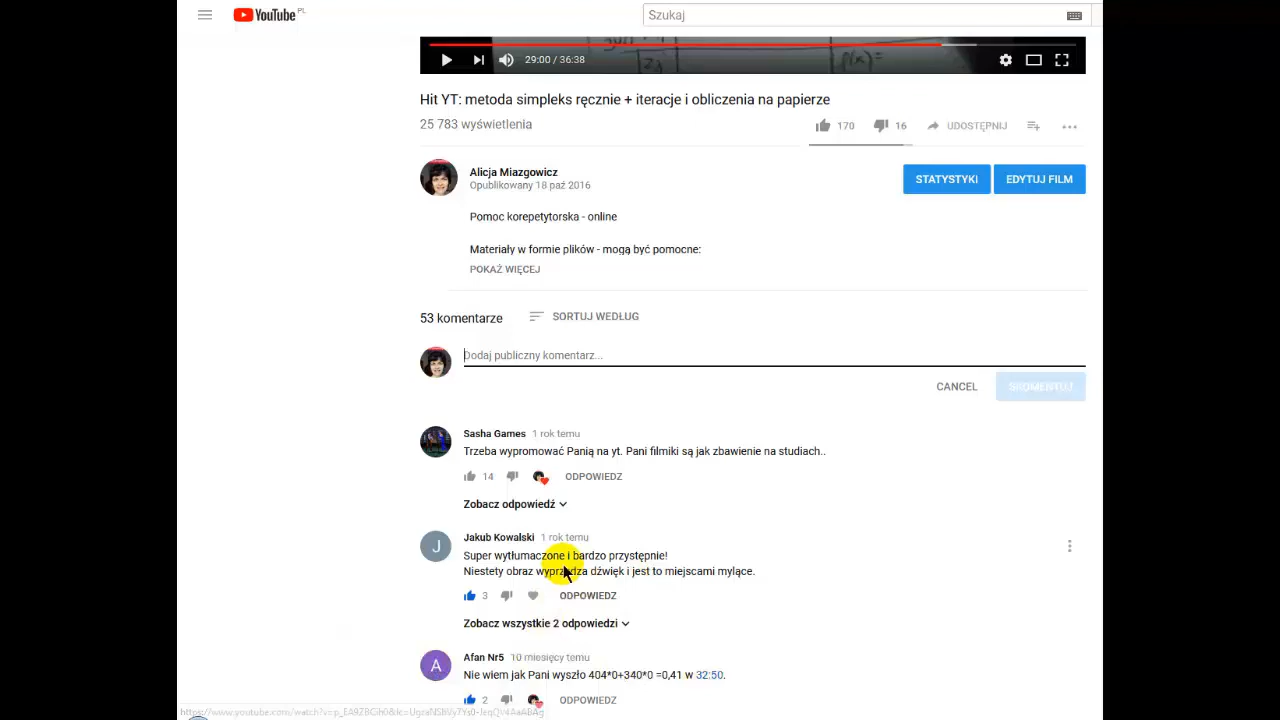 YouTube PL
Szukaj
29:00 / 36:38
Hit YT: metoda simpleks ręcznie + iteracje i obliczenia na papierze
25 783 wyświetlenia
170
16
UDOSTĘPNIJ
Alicja Miazgowicz
Opublikowany 18 paź 2016
STATYSTYKI
EDYTUJ FILM
Pomoc korepetytorska - online
Materiały w formie plików - mogą być pomocne:
POKAŻ WIĘCEJ
53 komentarze
SORTUJ WEDŁUG
Dodaj publiczny komentarz...
CANCEL
SKOMENTUJ
Sasha Games 1 rok temu
Trzeba wypromować Panią na yt. Pani filmiki są jak zbawienie na studiach..
14
ODPOWIEDZ
Zobacz odpowiedź
J
Jakub Kowalski 1 rok temu
Super wytłumaczone i bardzo przystępnie!
Niestety obraz wyprzedza dźwięk i jest to miejscami mylące.
3
ODPOWIEDZ
Zobacz wszystkie 2 odpowiedzi
A
Afan Nr5 10 miesięcy temu
Nie wiem jak Pani wyszło 404*0+340*0 =0,41 w 32:50.
2
ODPOWIEDZ